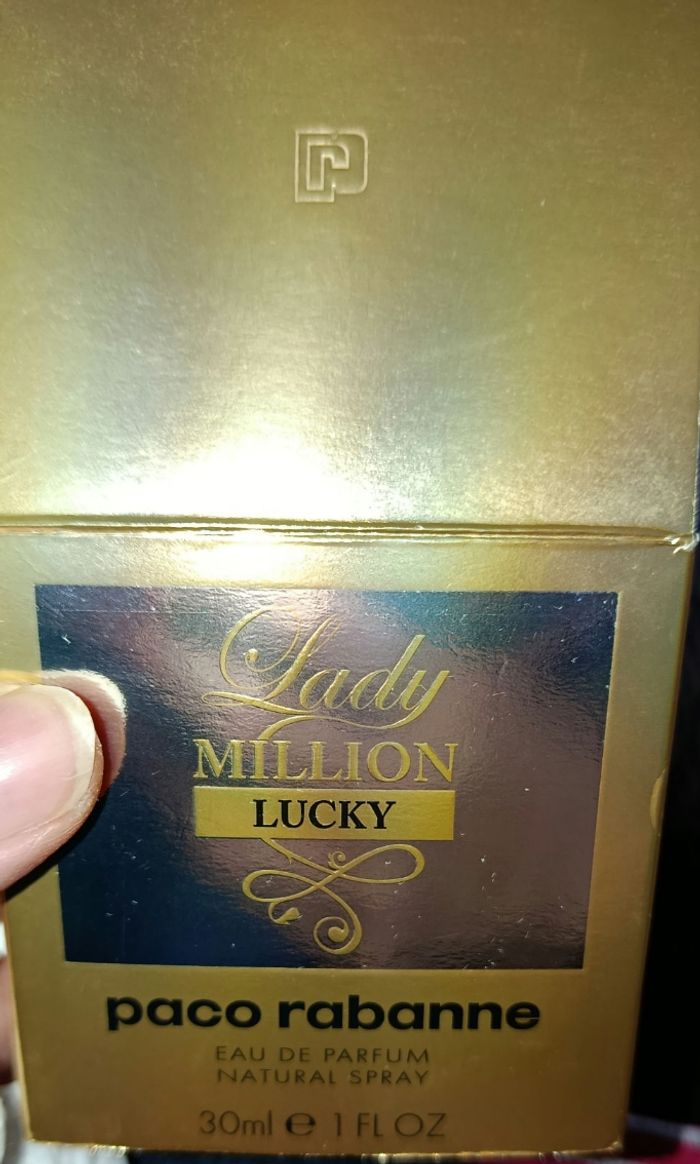 Lady
MILLION
LUCKY
paco rabanne
EAU DE PARFUM
NATURAL SPRAY
30ml ℮ 1 FL OZ